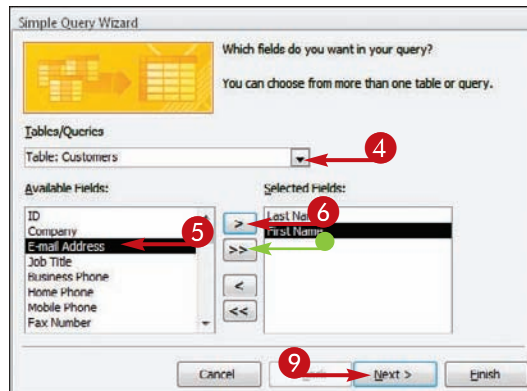 Simple Query Wizard
Which fields do you want in your query?
You can choose from more than one table or query.
Tables/Queries
Table: Customers
4
Available Fields:
Selected Fields:
ID
Company
E-mail Address
Job Title
Business Phone
Home Phone
Mobile Phone
Fax Number
5
>
>>
<
<<
6
Last
First Name
9
Cancel
Next >
Finish